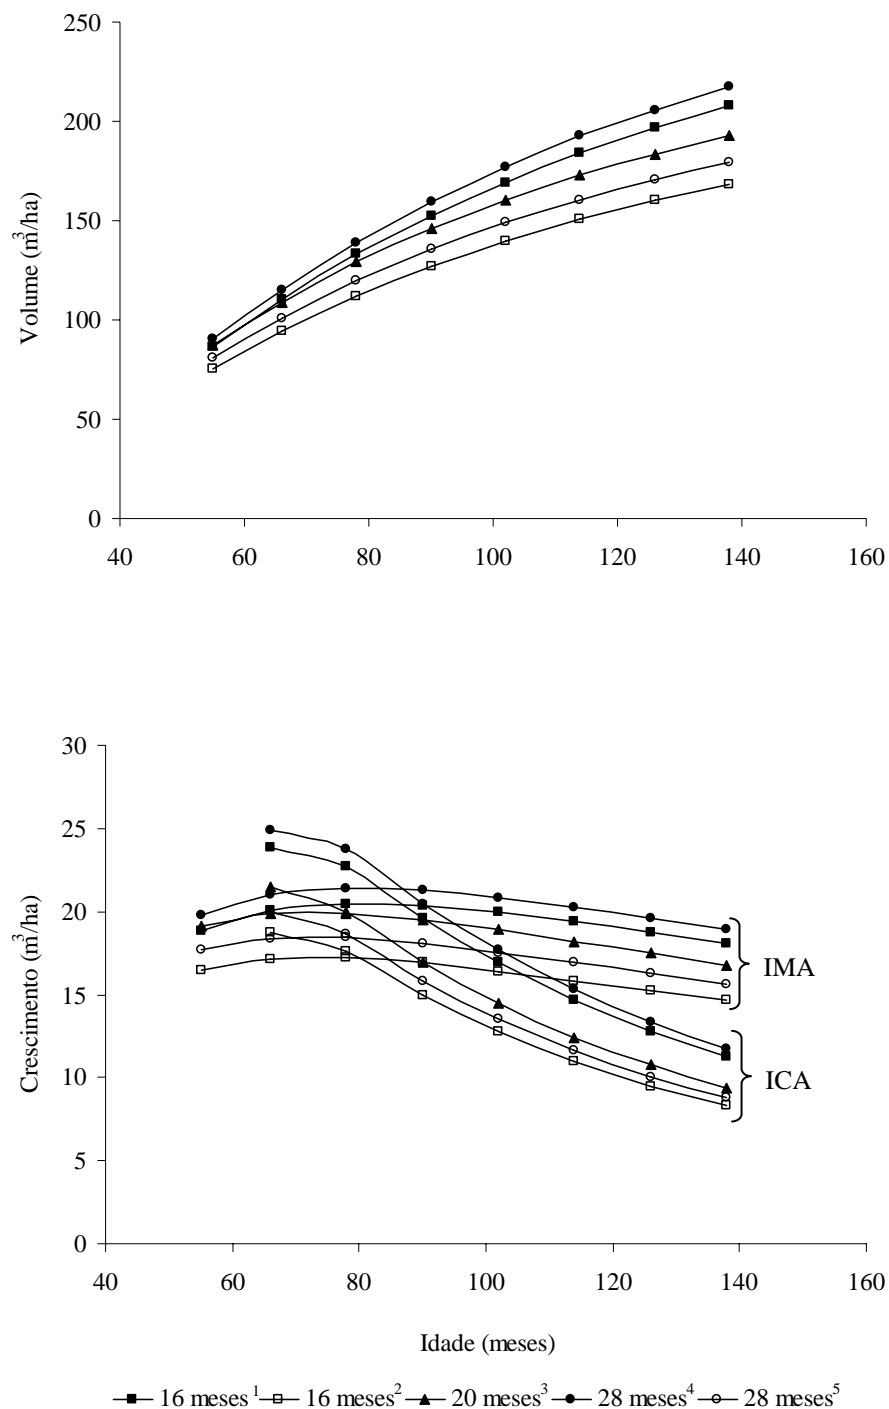 250
200
150
100
50
0
Volume (m³/ha)
40 60 80 100 120 140 160
30
25
20
15
10
5
0
Crescimento (m³/ha)
IMA
ICA
40 60 80 100 120 140 160
Idade (meses)
16 meses¹ 16 meses² 20 meses³ 28 meses⁴ 28 meses⁵